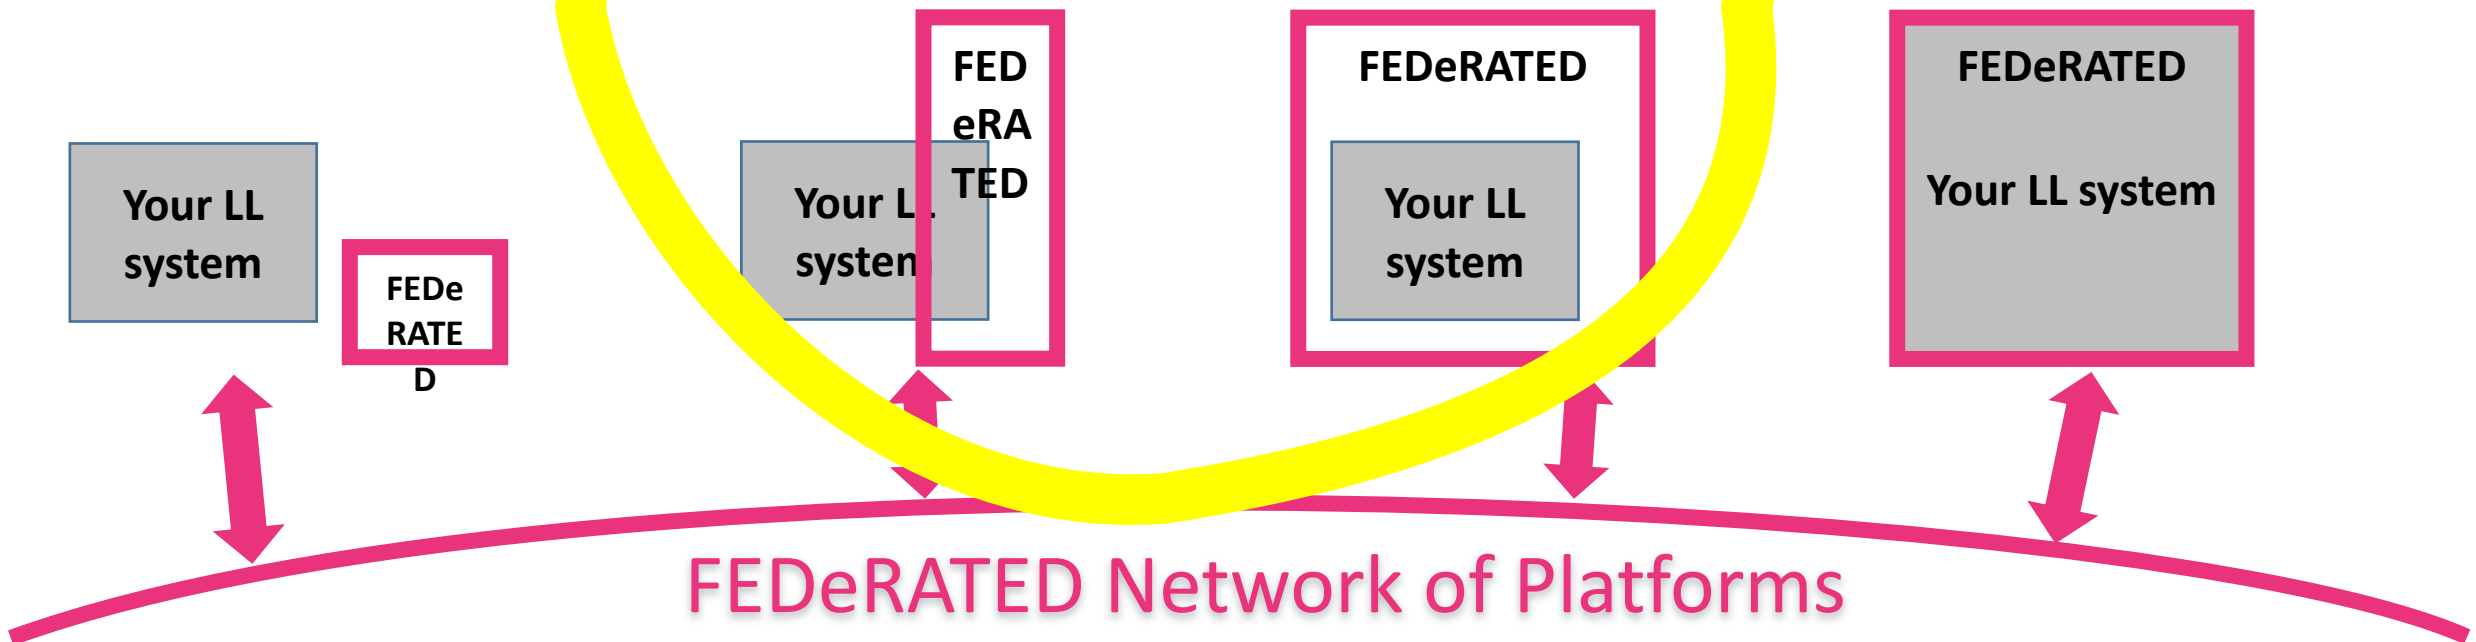 Your LL
system
FEDe
RATE
D
Your LL
system
FED
eRA
TED
FEDeRATED
Your LL
system
FEDeRATED
Your LL system
FEDeRATED Network of Platforms